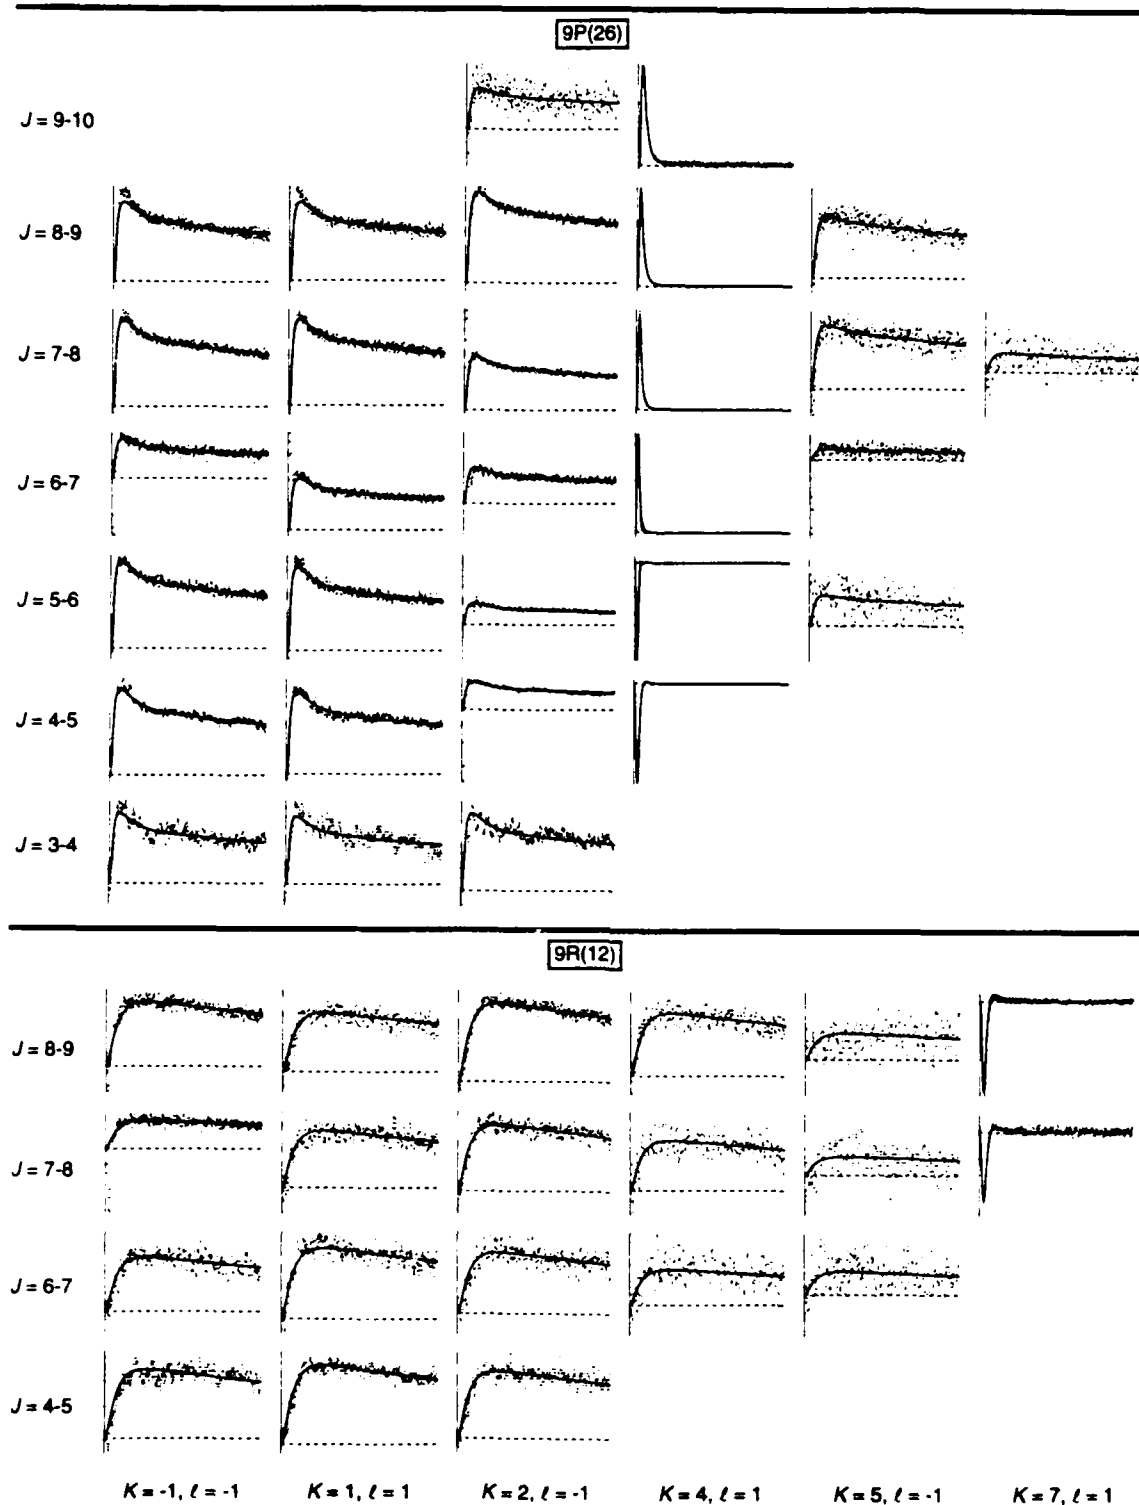 9P(26)
J = 9-10
J = 8-9
J = 7-8
J = 6-7
J = 5-6
J = 4-5
J = 3-4
9R(12)
J = 8-9
J = 7-8
J = 6-7
J = 4-5
K = -1, ℓ = -1 K = 1, ℓ = 1 K = 2, ℓ = -1 K = 4, ℓ = 1 K = 5, ℓ = -1 K = 7, ℓ = 1